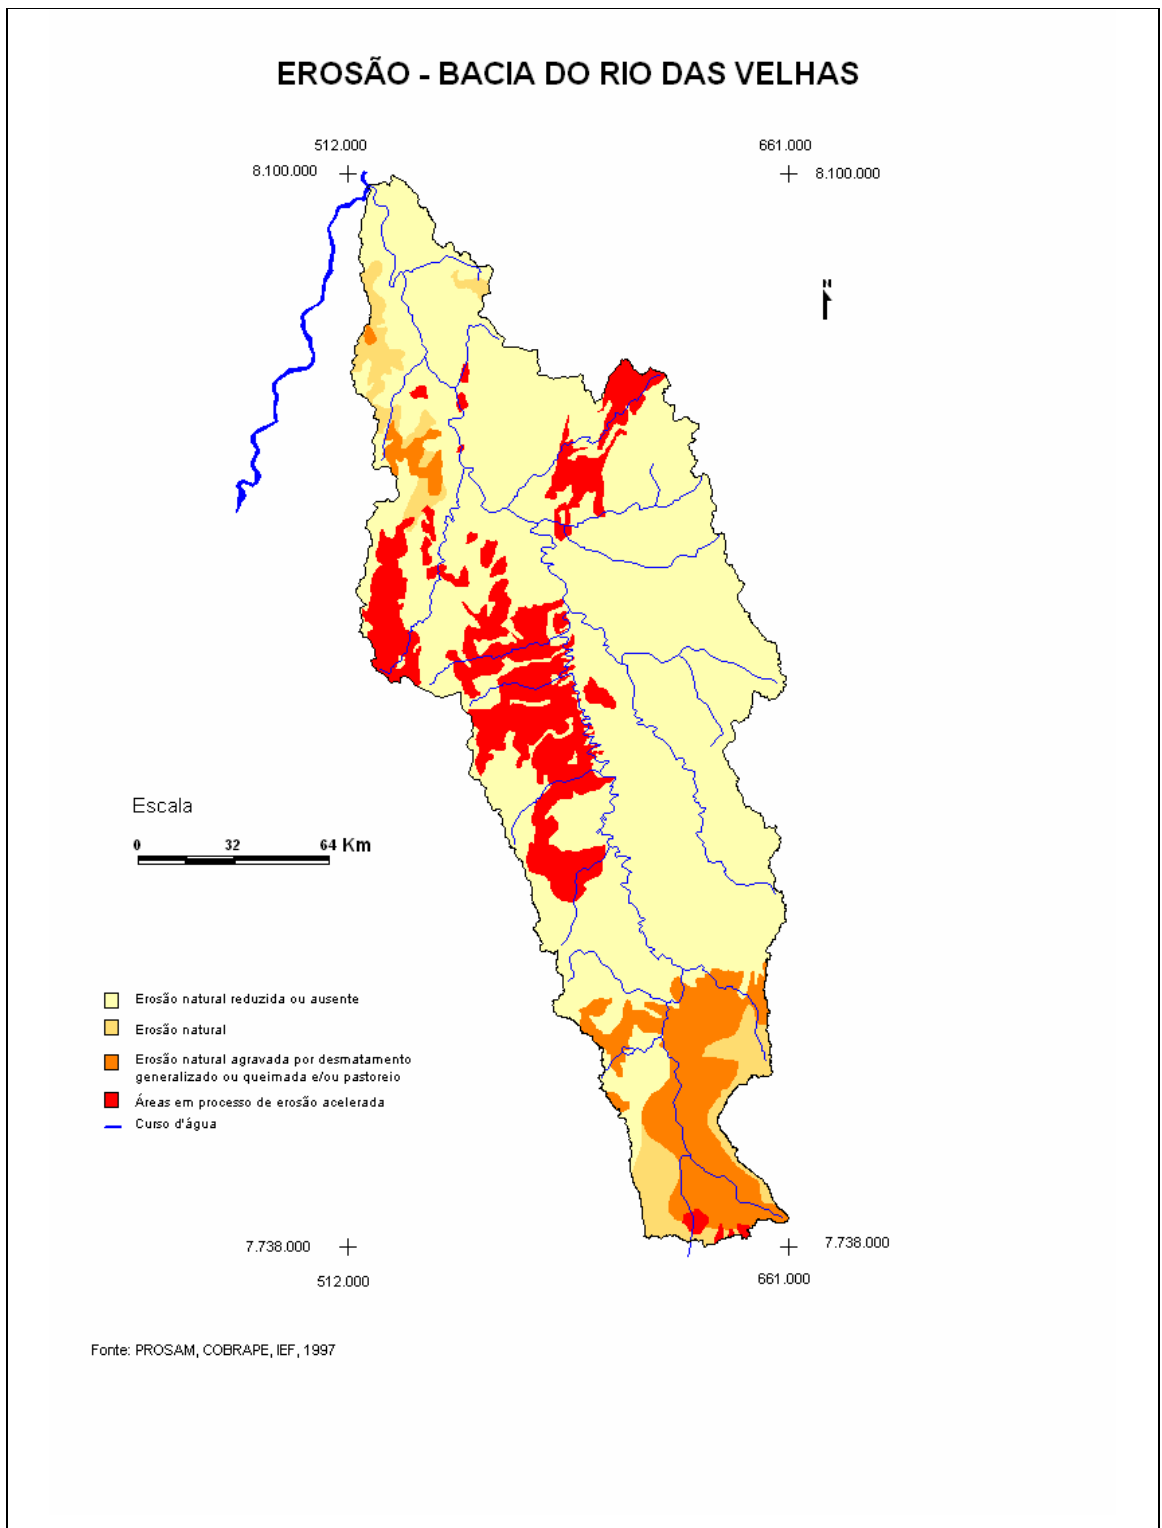 EROSÃO - BACIA DO RIO DAS VELHAS
512.000
661.000
8.100.000
8.100.000
N
Escala
0 32 64 Km
Erosão natural reduzida ou ausente
Erosão natural
Erosão natural agravada por desmatamento
generalizado ou queimada e/ou pastoreio
Áreas em processo de erosão acelerada
Curso d'água
7.738.000
7.738.000
512.000
661.000
Fonte: PROSAM, COBRAPE, IEF, 1997